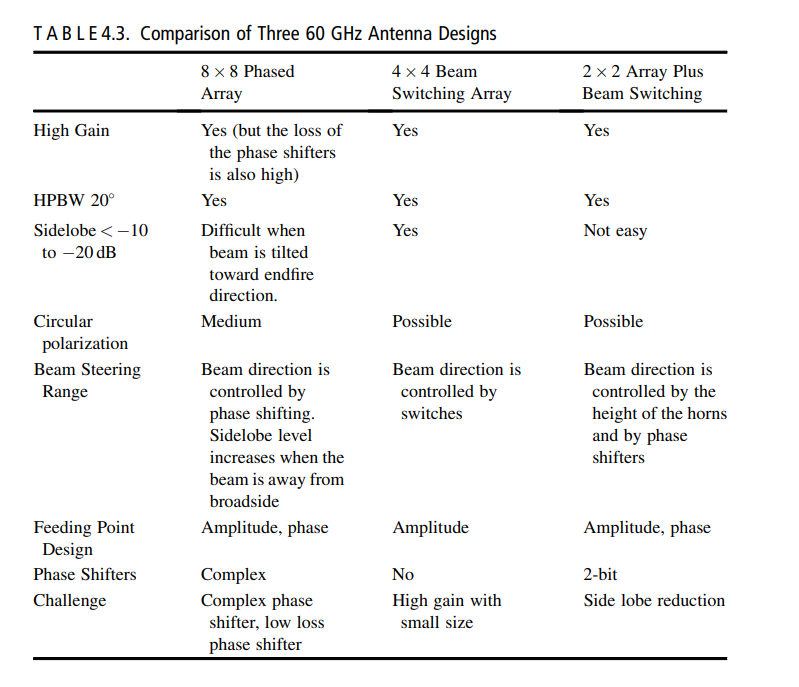 TABLE 4.3. Comparison of Three 60 GHz Antenna Designs
8 × 8 Phased Array
4 × 4 Beam Switching Array
2 × 2 Array Plus Beam Switching
High Gain
Yes (but the loss of
the phase shifters
is also high)
Yes
Yes
HPBW 20°
Yes
Yes
Yes
Sidelobe < −10
to −20 dB
Difficult when
beam is tilted
toward endfire
direction.
Yes
Not easy
Circular
polarization
Medium
Possible
Possible
Beam Steering
Range
Beam direction is
controlled by
phase shifting.
Sidelobe level
increases when the
beam is away from
broadside
Beam direction is
controlled by
switches
Beam direction is
controlled by the
height of the horns
and by phase
shifters
Feeding Point
Design
Amplitude, phase
Amplitude
Amplitude, phase
Phase Shifters
Complex
No
2-bit
Challenge
Complex phase
shifter, low loss
phase shifter
High gain with
small size
Side lobe reduction